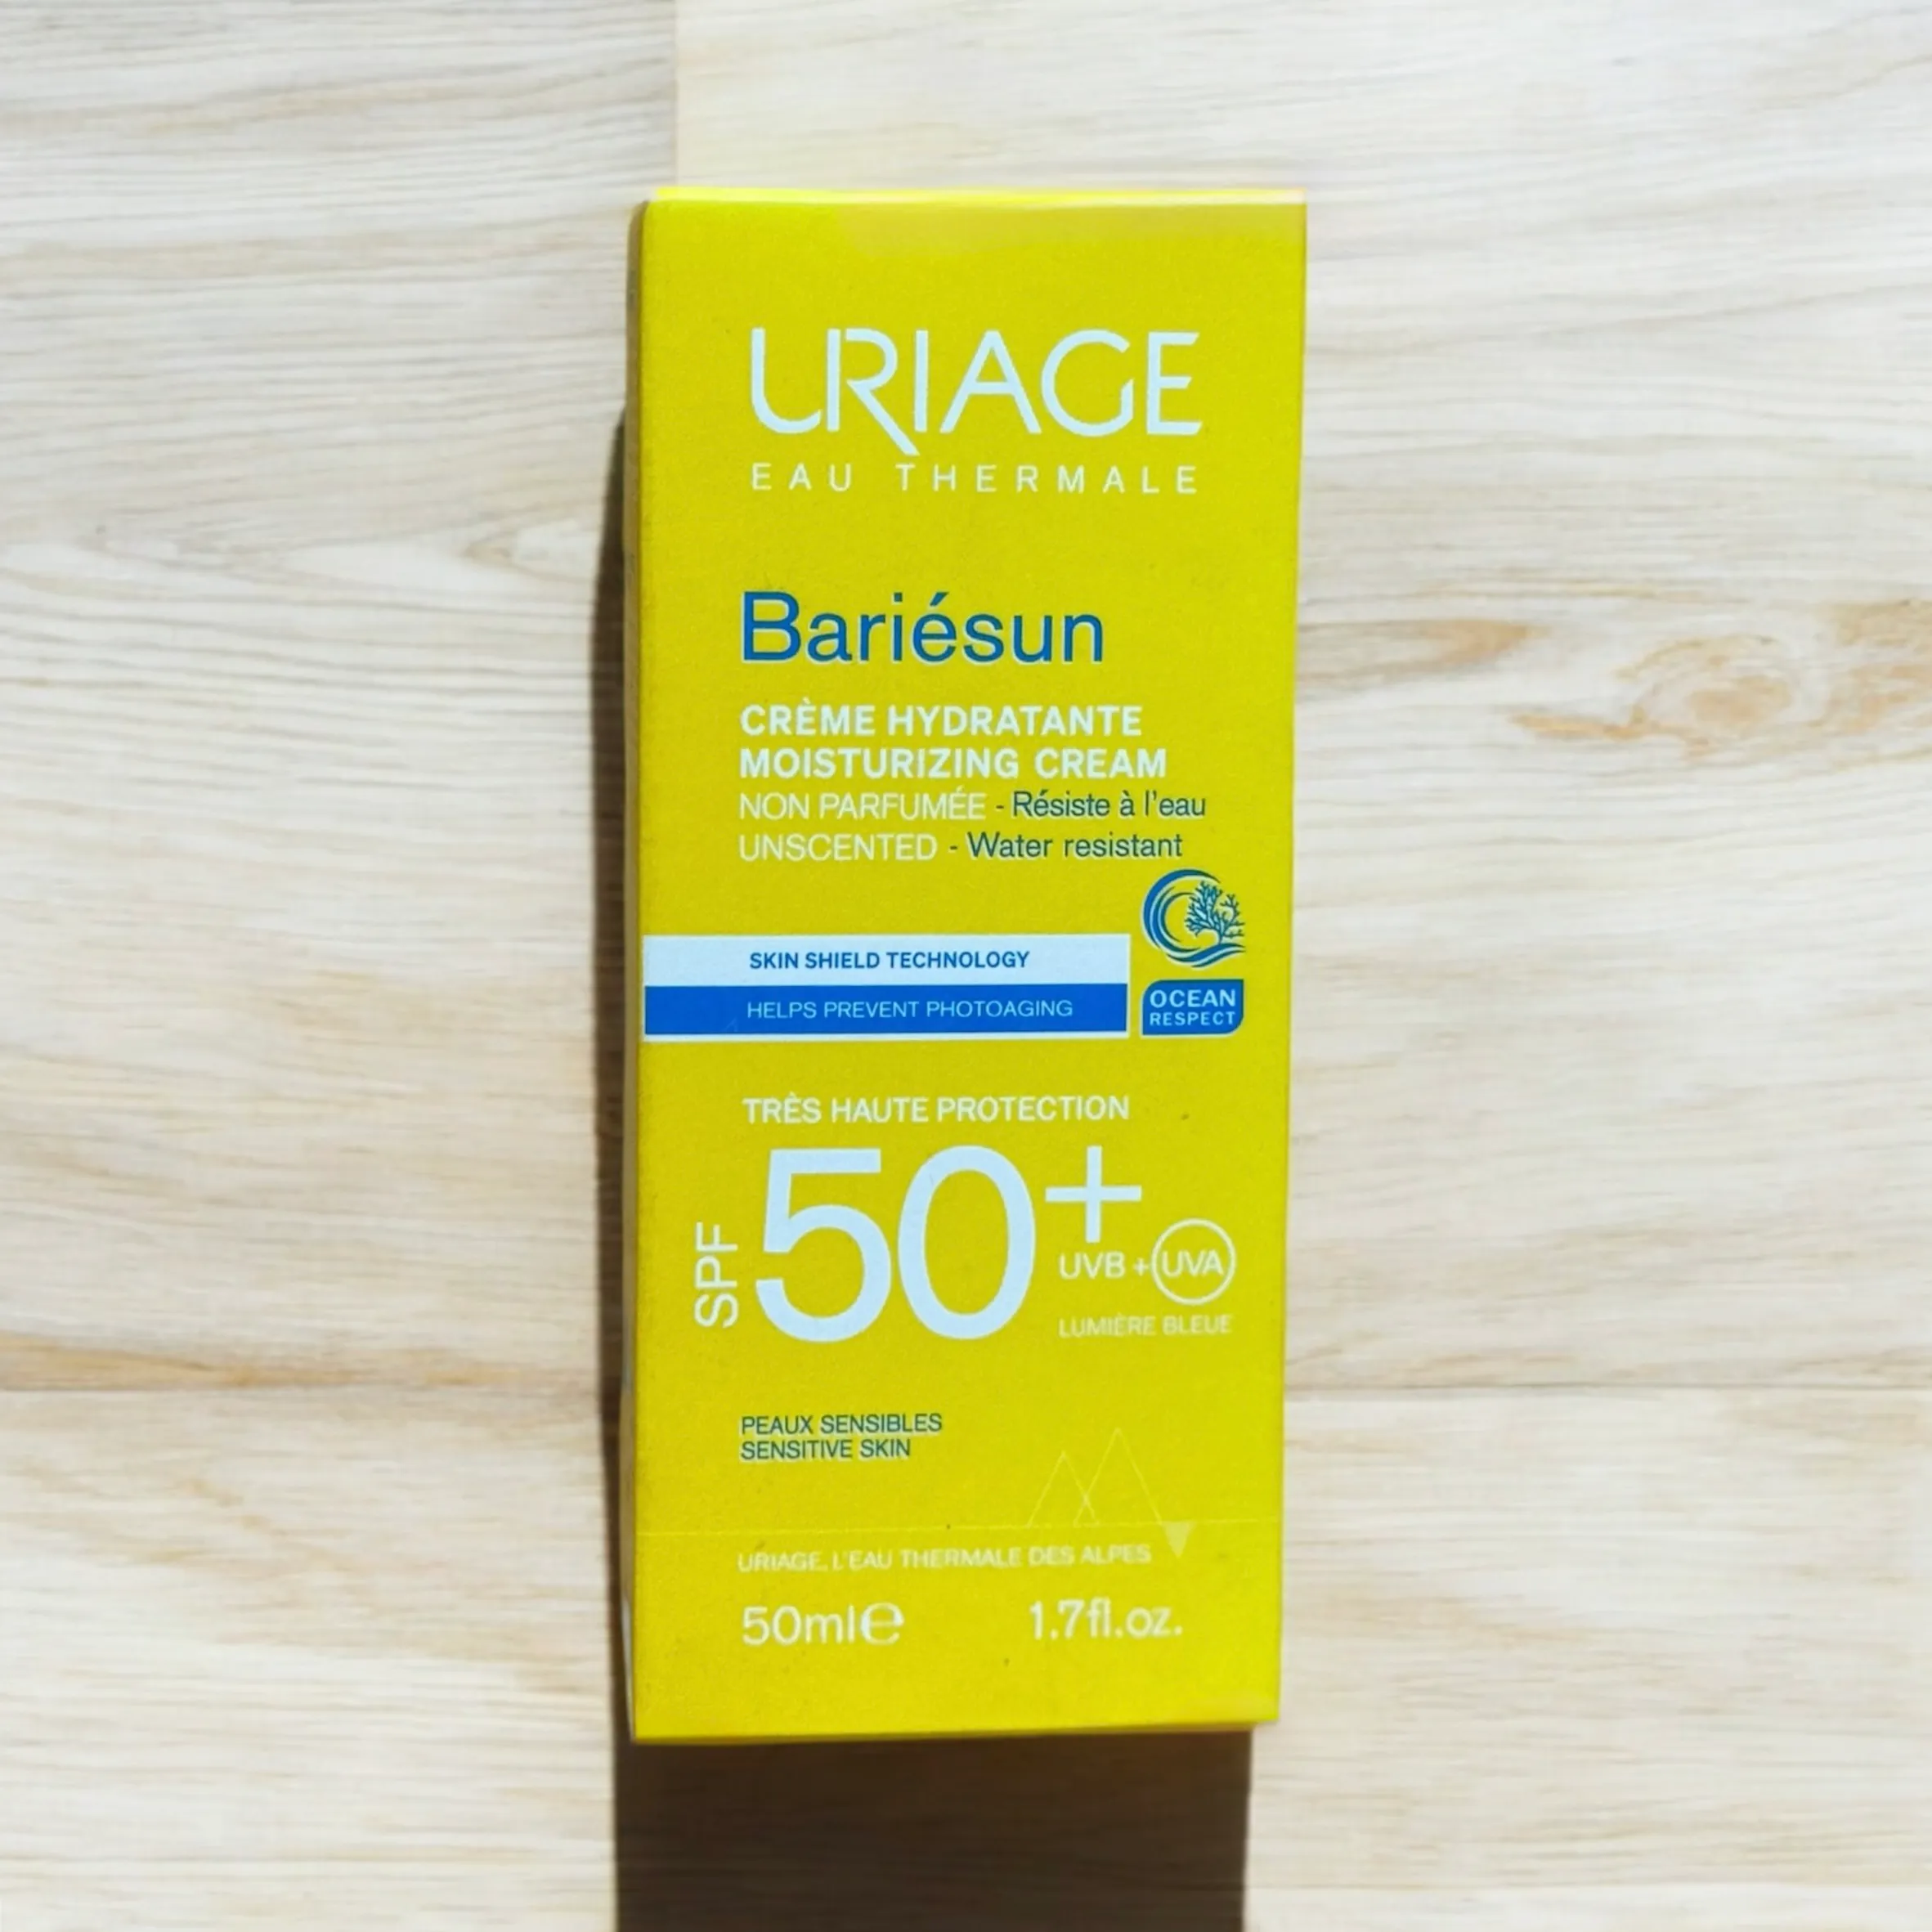 URIAGE
EAU THERMALE
Bariésun
CRÈME HYDRATANTE
MOISTURIZING CREAM
NON PARFUMÉE - Résiste à l'eau
UNSCENTED - Water resistant
SKIN SHIELD TECHNOLOGY
HELPS PREVENT PHOTOAGING
OCEAN
RESPECT
TRÈS HAUTE PROTECTION
SPF 50+
UVB + UVA
LUMIÈRE BLEUE
PEAUX SENSIBLES
SENSITIVE SKIN
URIAGE, L'EAU THERMALE DES ALPES
50ml℮ 1.7fl.oz.